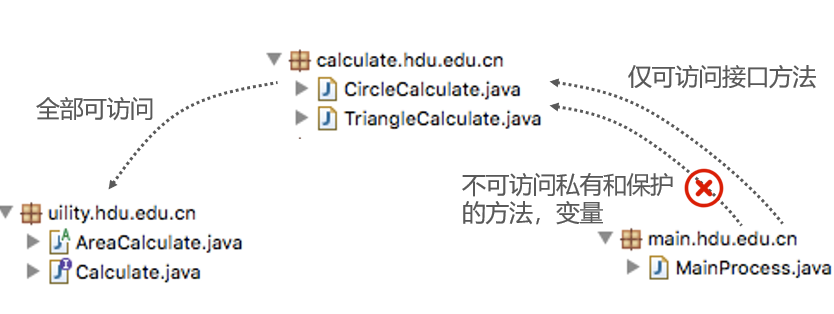 calculate.hdu.edu.cn
CircleCalculate.java
TriangleCalculate.java
全部可访问
仅可访问接口方法
不可访问私有和保护
的方法，变量
uility.hdu.edu.cn
AreaCalculate.java
Calculate.java
main.hdu.edu.cn
MainProcess.java